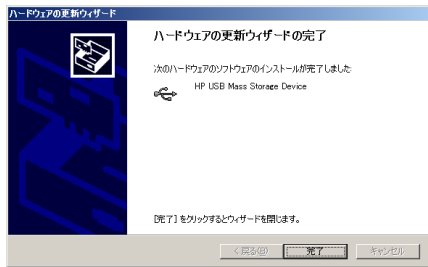 ハードウェアの更新ウィザード
ハードウェアの更新ウィザードの完了
次のハードウェアのソフトウェアのインストールが完了しました:
HP USB Mass Storage Device
[完了] をクリックするとウィザードを閉じます。
< 戻る(B)
完了
キャンセル